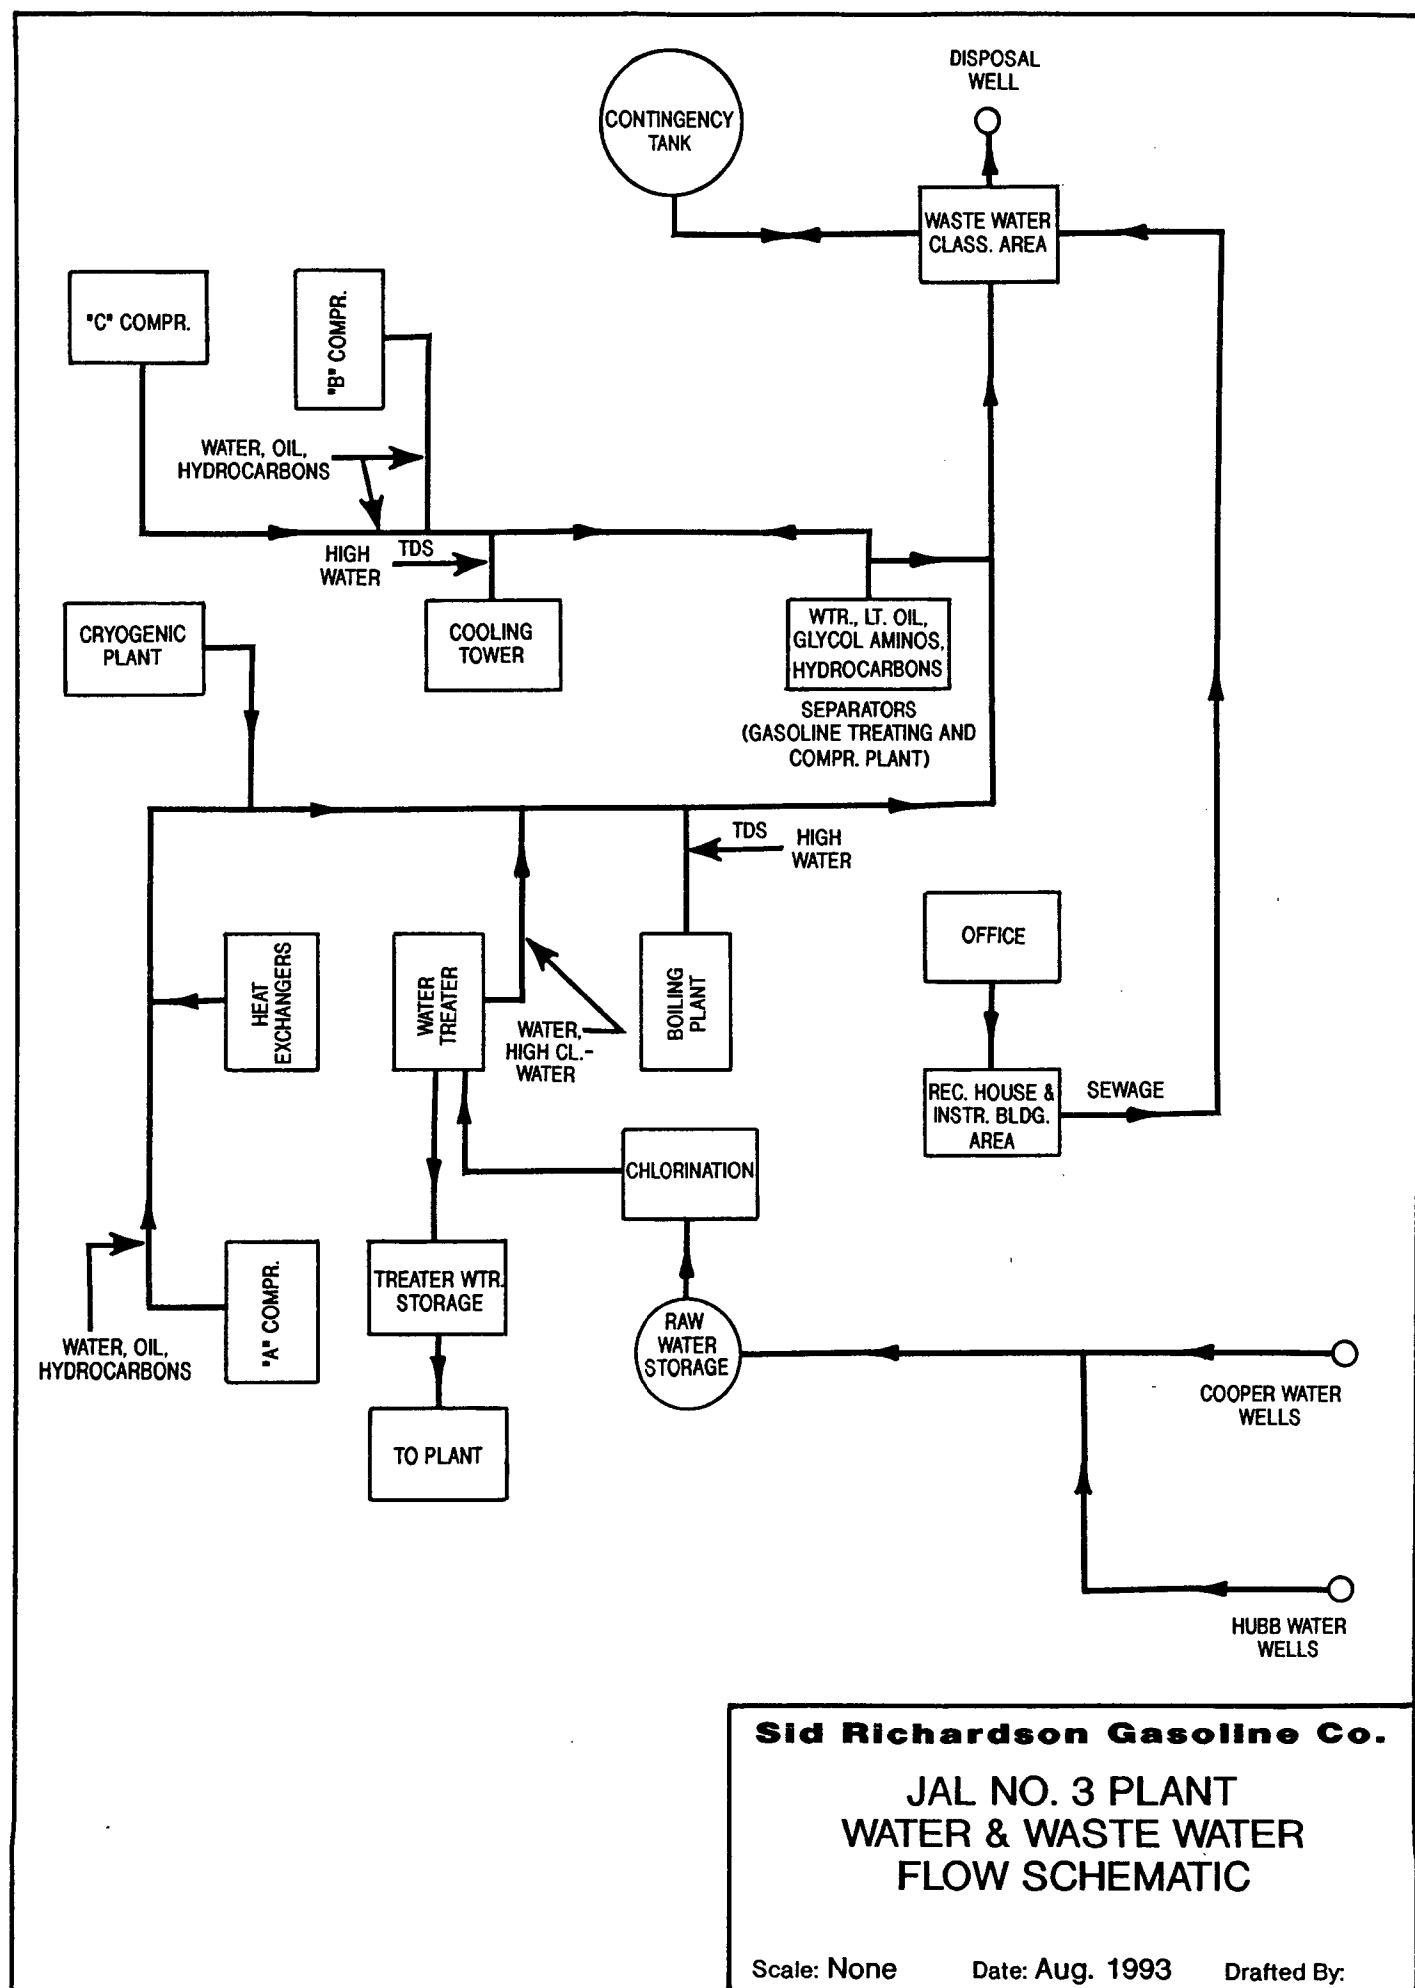 DISPOSAL
WELL
CONTINGENCY
TANK
WASTE WATER
CLASS. AREA
"C" COMPR.
"B" COMPR.
WATER, OIL,
HYDROCARBONS
HIGH TDS
WATER
CRYOGENIC
PLANT
COOLING
TOWER
WTR., LT. OIL,
GLYCOL AMINOS,
HYDROCARBONS
SEPARATORS
(GASOLINE TREATING AND
COMPR. PLANT)
TDS HIGH
WATER
OFFICE
HEAT
EXCHANGERS
WATER
TREATER
WATER,
HIGH CL.-
WATER
BOILING
PLANT
REC. HOUSE &
INSTR. BLDG.
AREA
SEWAGE
CHLORINATION
TREATER WTR.
STORAGE
"A" COMPR.
WATER, OIL,
HYDROCARBONS
RAW
WATER
STORAGE
COOPER WATER
WELLS
TO PLANT
HUBB WATER
WELLS
Sid Richardson Gasoline Co.
JAL NO. 3 PLANT
WATER & WASTE WATER
FLOW SCHEMATIC
Scale: None Date: Aug. 1993 Drafted By: